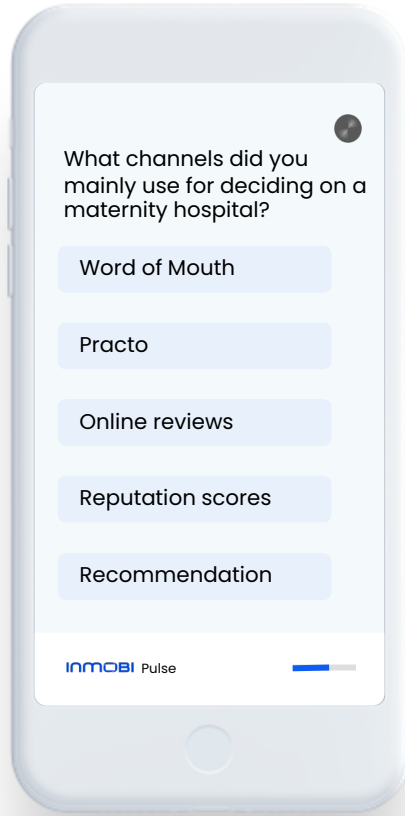 What channels did you
mainly use for deciding on a
maternity hospital?
Word of Mouth
Practo
Online reviews
Reputation scores
Recommendation
INMOBI Pulse